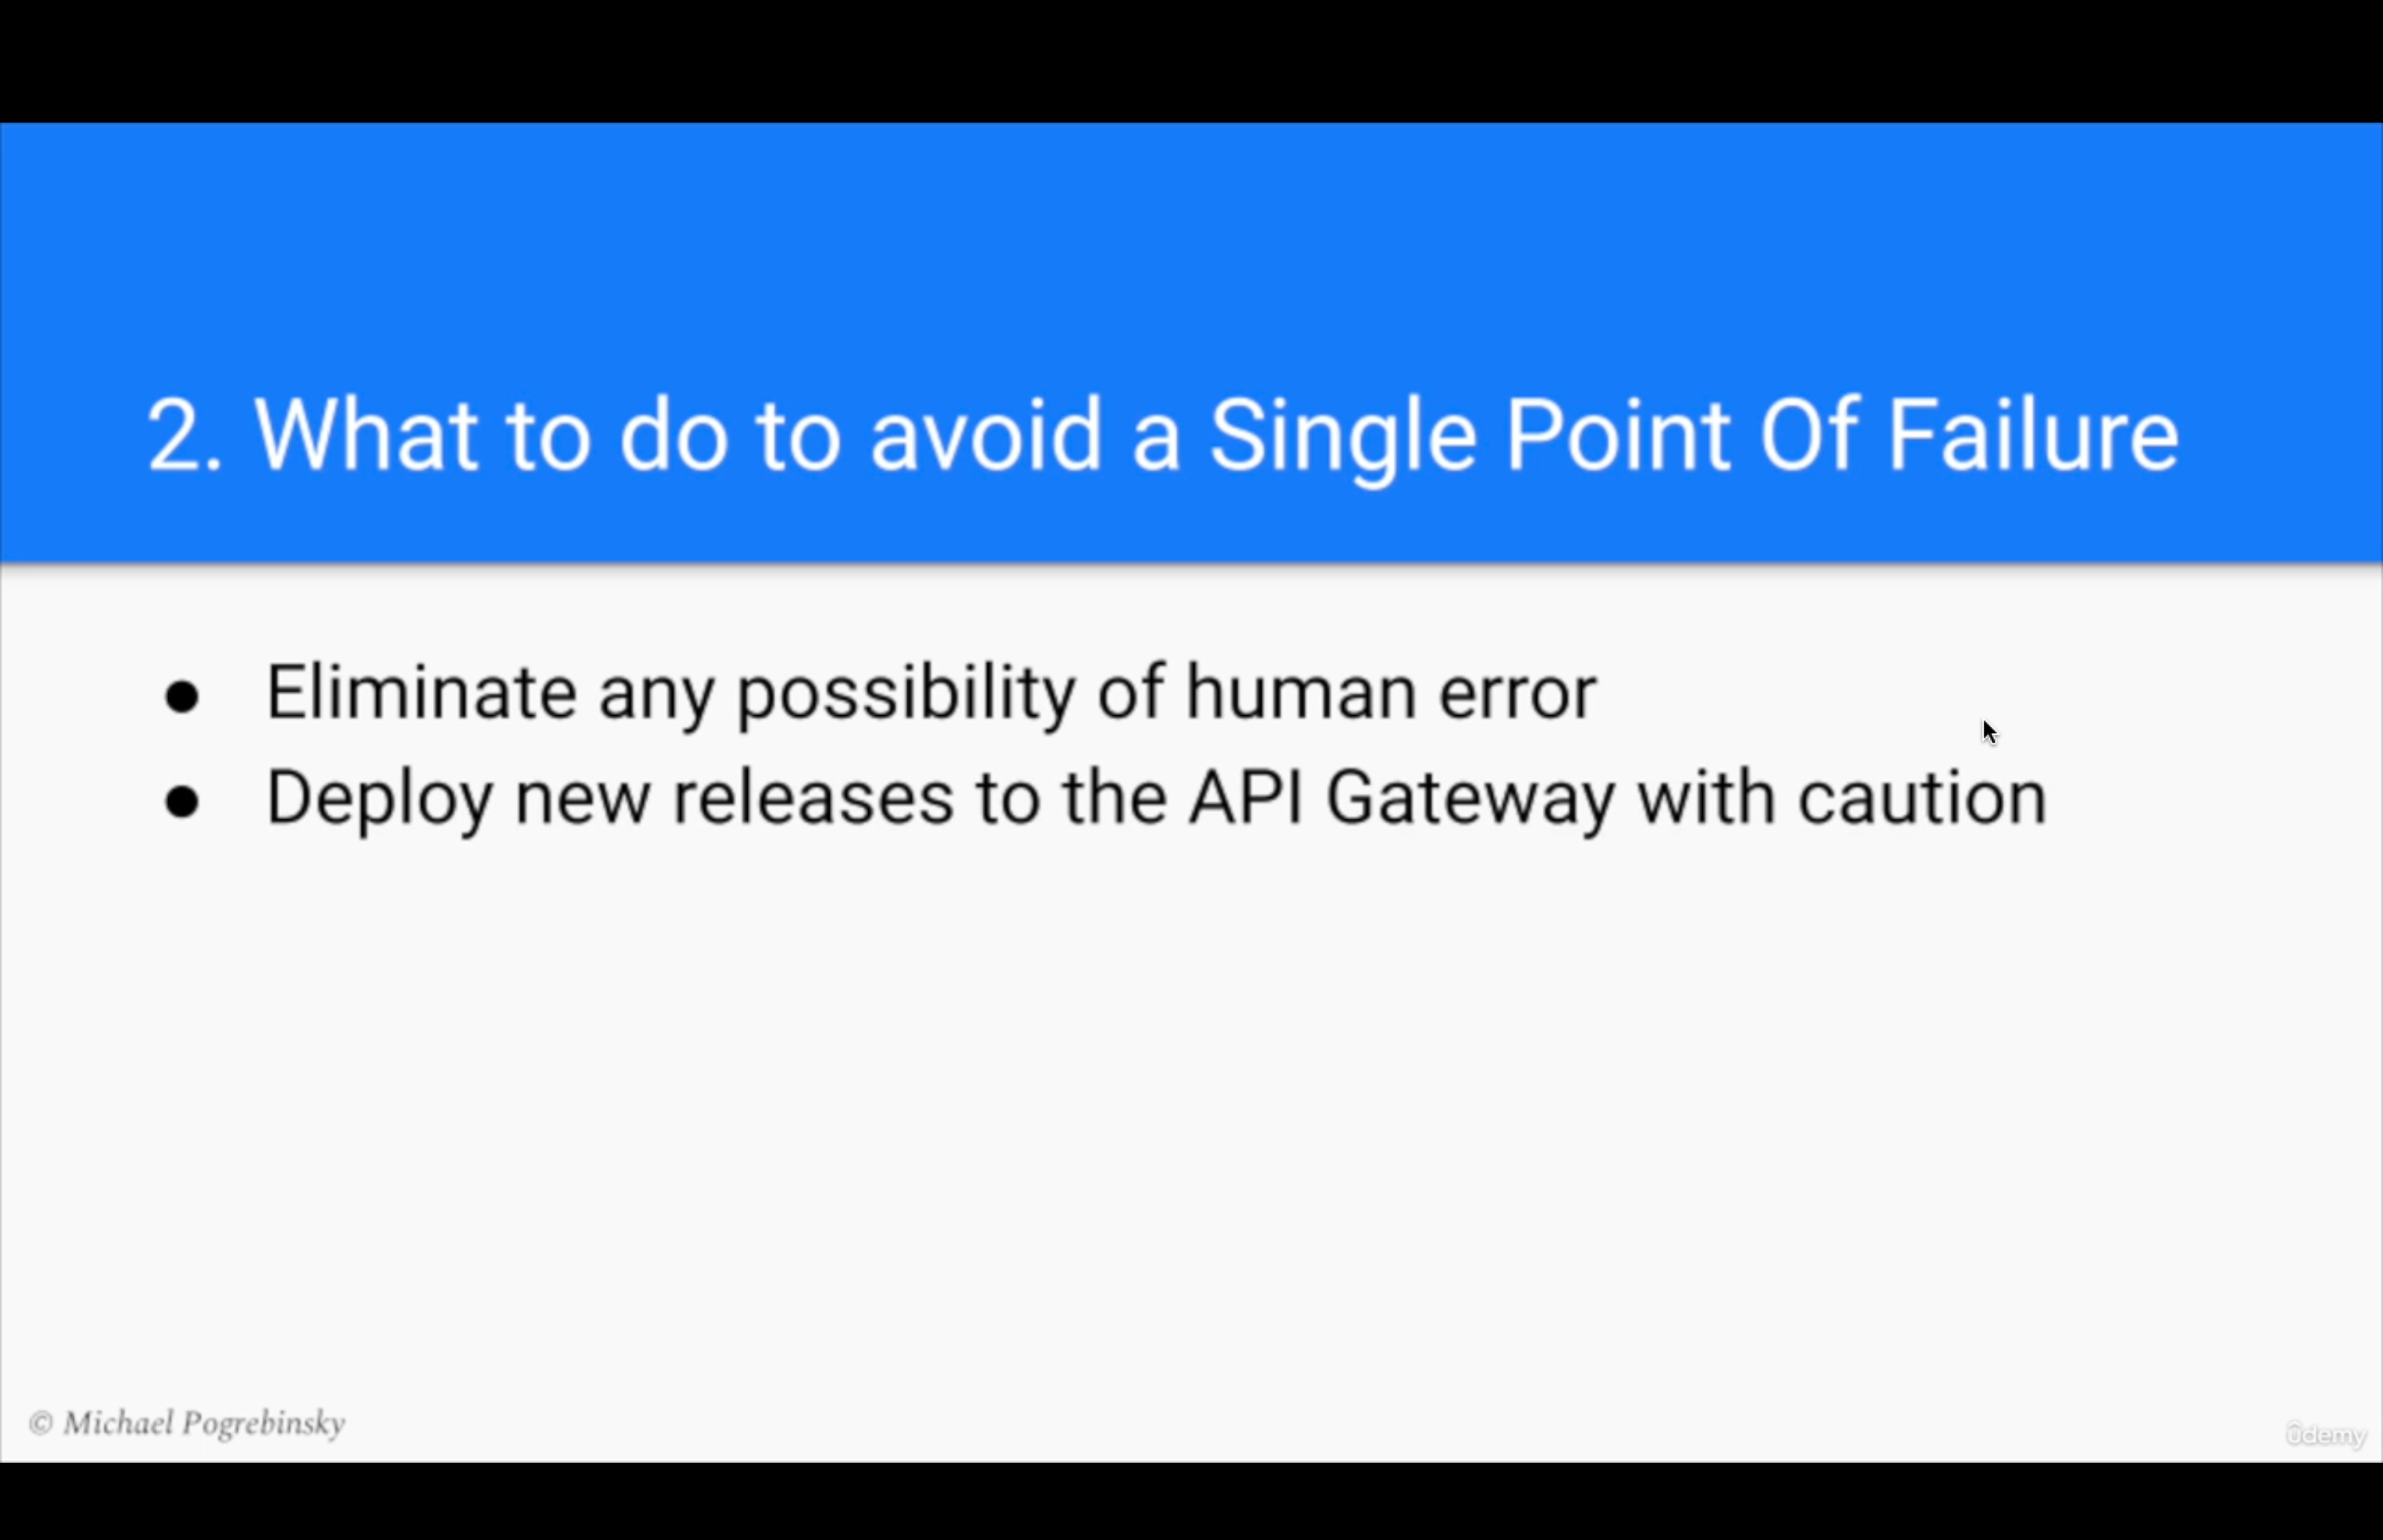 2. What to do to avoid a Single Point Of Failure
● Eliminate any possibility of human error
● Deploy new releases to the API Gateway with caution
© Michael Pogrebinsky
ûdemy